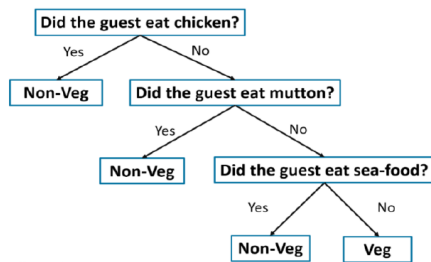 Did the guest eat chicken?
Yes
No
Non-Veg
Did the guest eat mutton?
Yes
No
Non-Veg
Did the guest eat sea-food?
Yes
No
Non-Veg
Veg